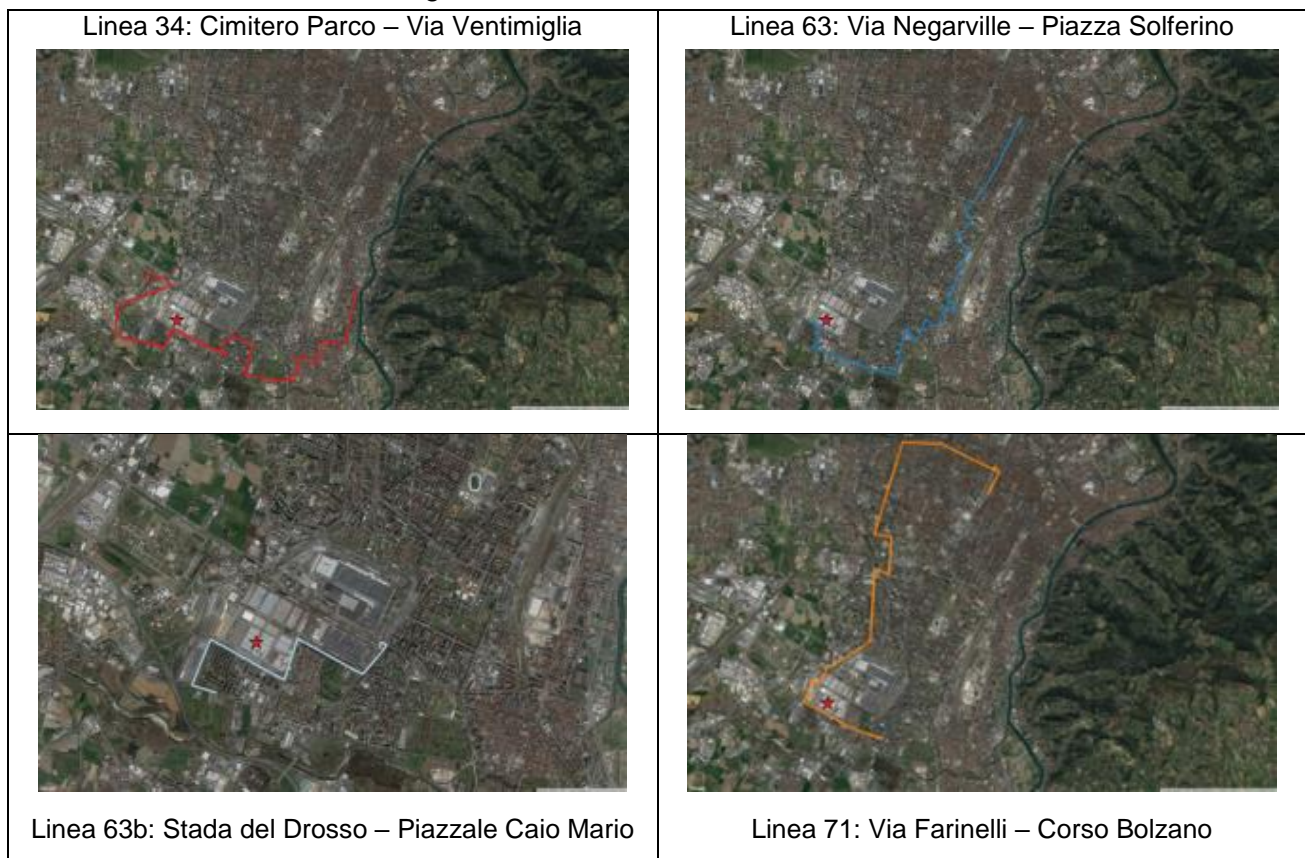 Linea 34: Cimitero Parco – Via Ventimiglia
Linea 63: Via Negarville – Piazza Solferino
Linea 63b: Stada del Drosso – Piazzale Caio Mario
Linea 71: Via Farinelli – Corso Bolzano